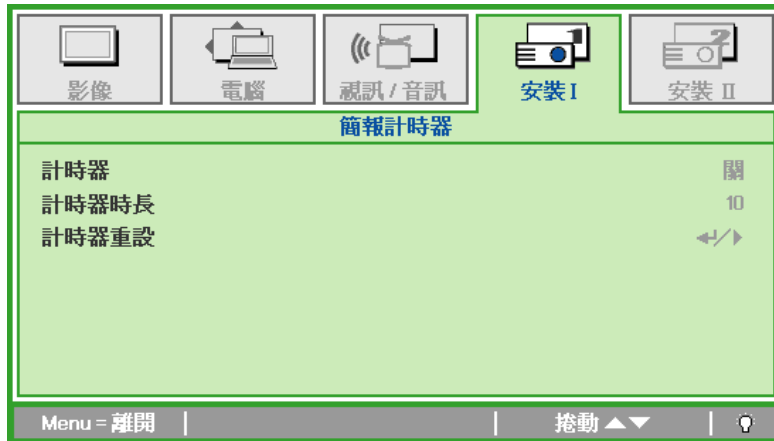 影像
電腦
視訊 / 音訊
安裝 I
安裝 II
簡報計時器
計時器 關
計時器時長 10
計時器重設
Menu = 離開
捲動